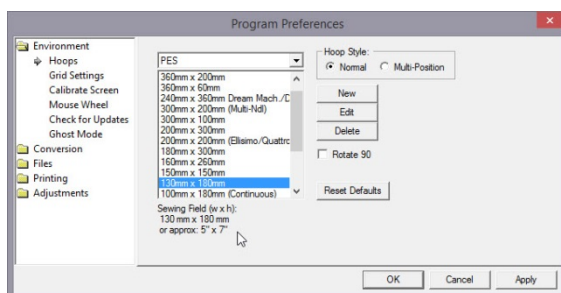 Program Preferences
Environment
Hoops
Grid Settings
Calibrate Screen
Mouse Wheel
Check for Updates
Ghost Mode
Conversion
Files
Printing
Adjustments
PES
360mm x 200mm
360mm x 60mm
240mm x 360mm Dream Mach./D
300mm x 200mm (Multi-Ndl)
300mm x 100mm
200mm x 300mm
200mm x 200mm (Ellisimo/Quattro
180mm x 300mm
160mm x 260mm
150mm x 150mm
130mm x 180mm
100mm x 180mm (Continuous)
Sewing Field (w x h):
130 mm x 180 mm
or approx: 5" x 7"
Hoop Style:
Normal Multi-Position
New
Edit
Delete
Rotate 90
Reset Defaults
OK Cancel Apply